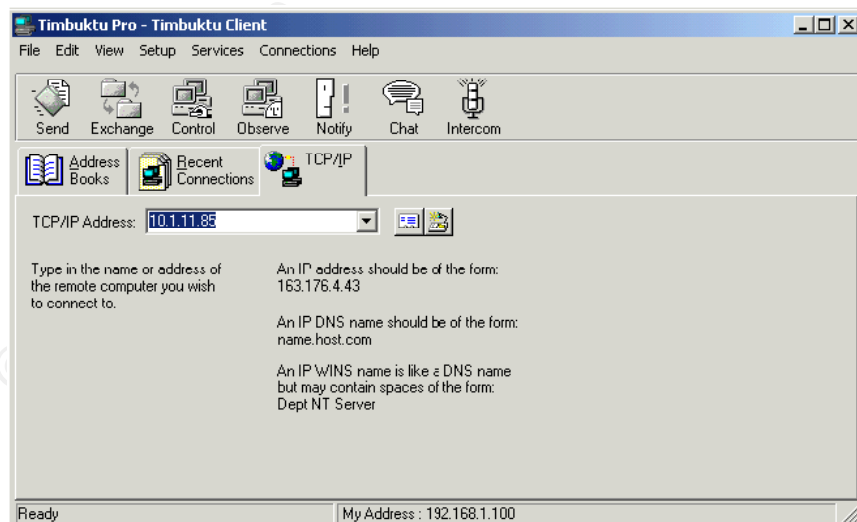 Timbuktu Pro - Timbuktu Client
File Edit View Setup Services Connections Help
Send Exchange Control Observe Notify Chat Intercom
Address Books
Recent Connections
TCP/IP
TCP/IP Address: 10.1.11.85
Type in the name or address of
the remote computer you wish
to connect to.
An IP address should be of the form:
163.176.4.43
An IP DNS name should be of the form:
name.host.com
An IP WINS name is like a DNS name
but may contain spaces of the form:
Dept NT Server
Ready
My Address : 192.168.1.100